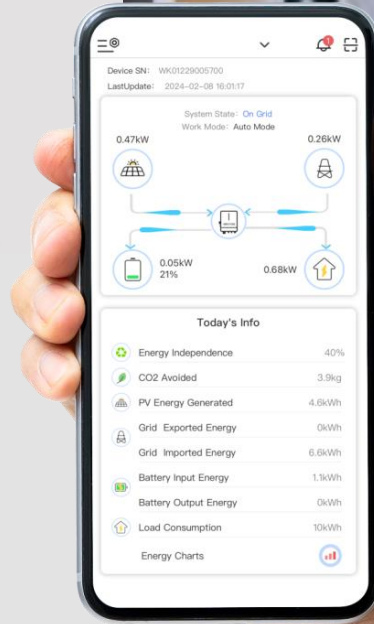 Device SN: WK01229005700
LastUpdate: 2024-02-08 16:01:17
System State: On Grid
Work Mode: Auto Mode
0.47kW
0.26kW
0.05kW
21%
0.68kW
Today's Info
Energy Independence 40%
CO2 Avoided 3.9kg
PV Energy Generated 4.6kWh
Grid Exported Energy 0kWh
Grid Imported Energy 6.6kWh
Battery Input Energy 1.1kWh
Battery Output Energy 0kWh
Load Consumption 10kWh
Energy Charts